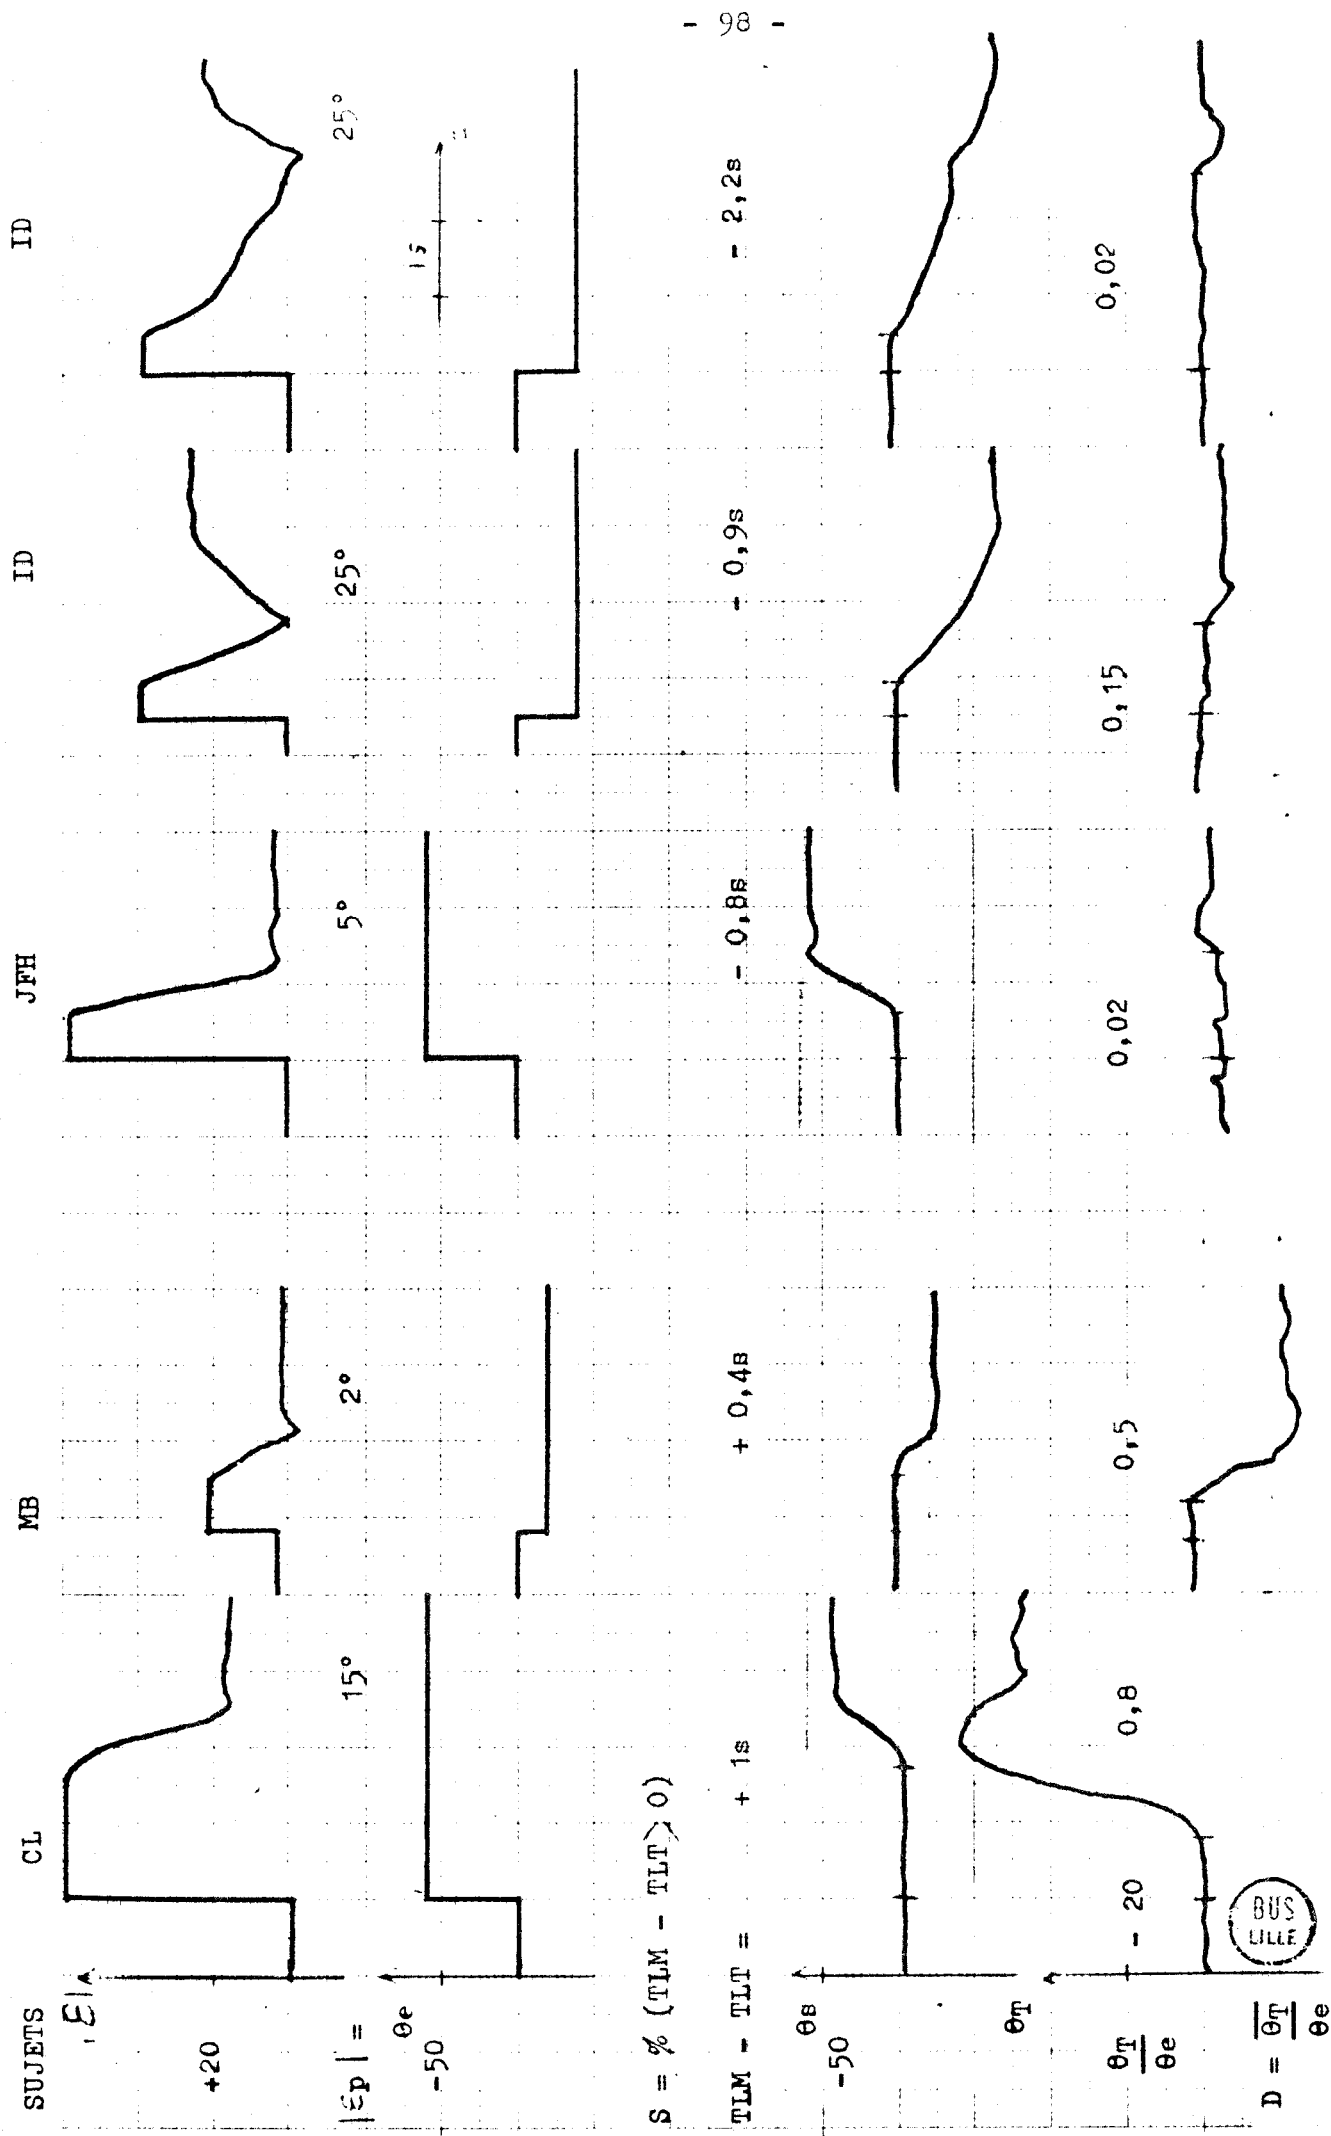 - 98 -
SUJETS CL MB JFH ID ID
|ε|
+20
|εp| = 15° 2° 5° 25° 25°
θe
-50
1s
S = % (TLM - TLT > 0)
TLM - TLT = + 1s + 0,4s - 0,8s - 0,9s - 2,2s
θs
-50
θT
- 20
θT/θe 0,8 0,5 0,02 0,15 0,02
D = θT/θe
BUS
LILLE